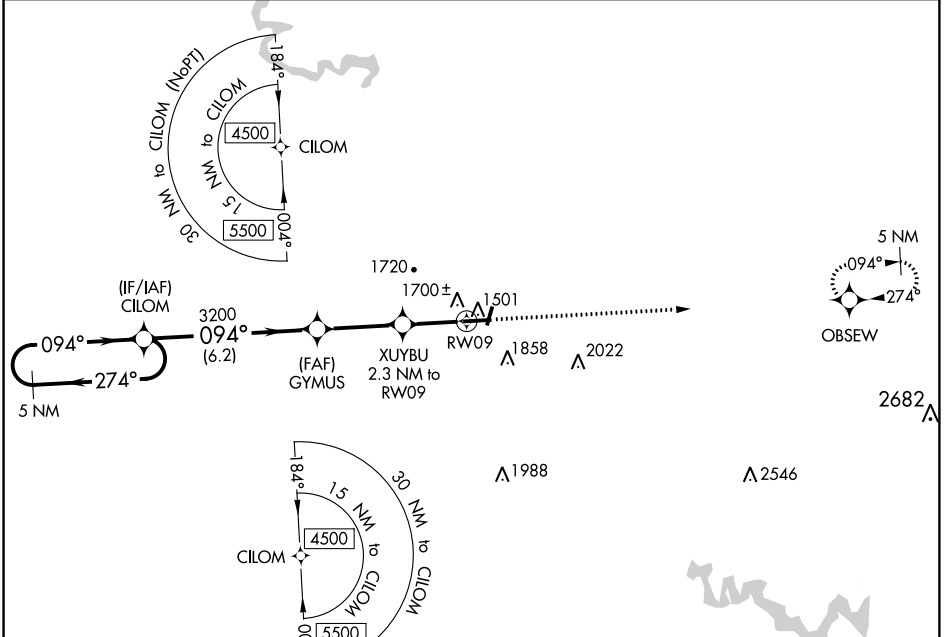 184°
30 NM to CILOM (NoPT)
15 NM to CILOM
4500
CILOM
5500
004°
5 NM
094°
274°
OBSEW
1720
1700±
1501
(IF/IAF)
CILOM
3200
094°
(6.2)
094°
274°
5 NM
(FAF)
GYMUS
XUYBU
2.3 NM to
RW09
RW09
1858
2022
2682
1988
2546
184°
30 NM to CILOM
15 NM to CILOM
4500
CILOM
5500